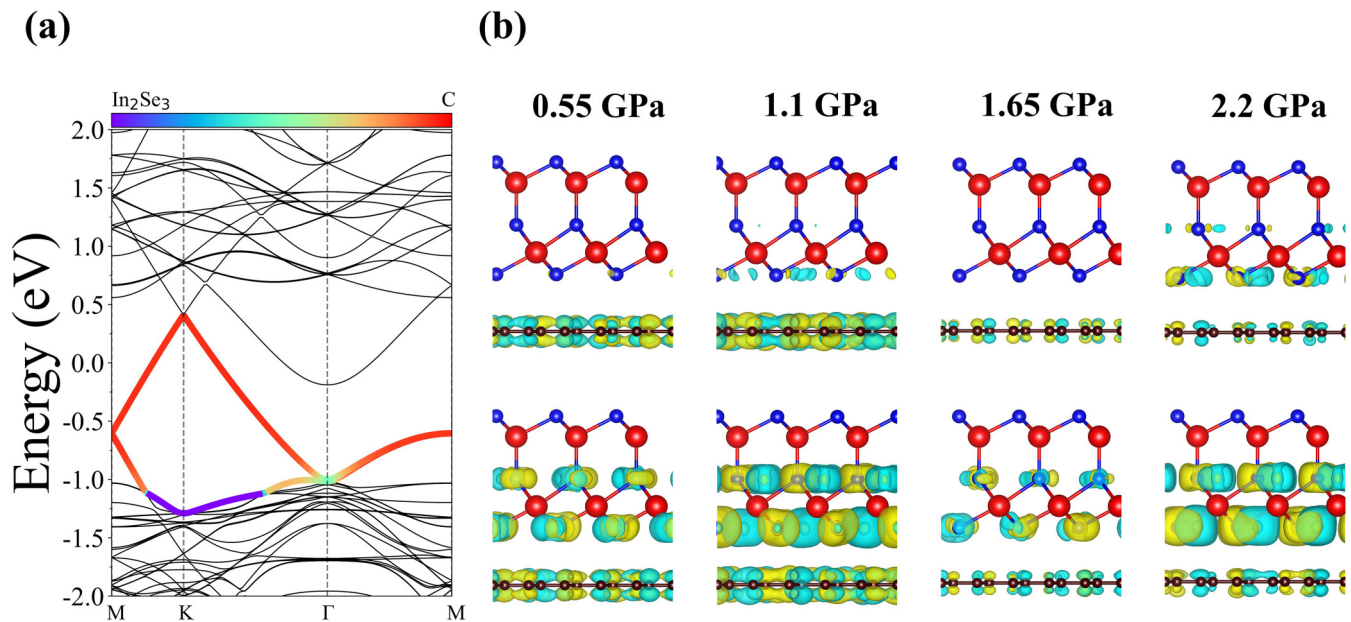 (a)
(b)
In₂Se₃ C
0.55 GPa 1.1 GPa 1.65 GPa 2.2 GPa
Energy (eV)
2.0
1.5
1.0
0.5
0.0
-0.5
-1.0
-1.5
-2.0
M K Γ M